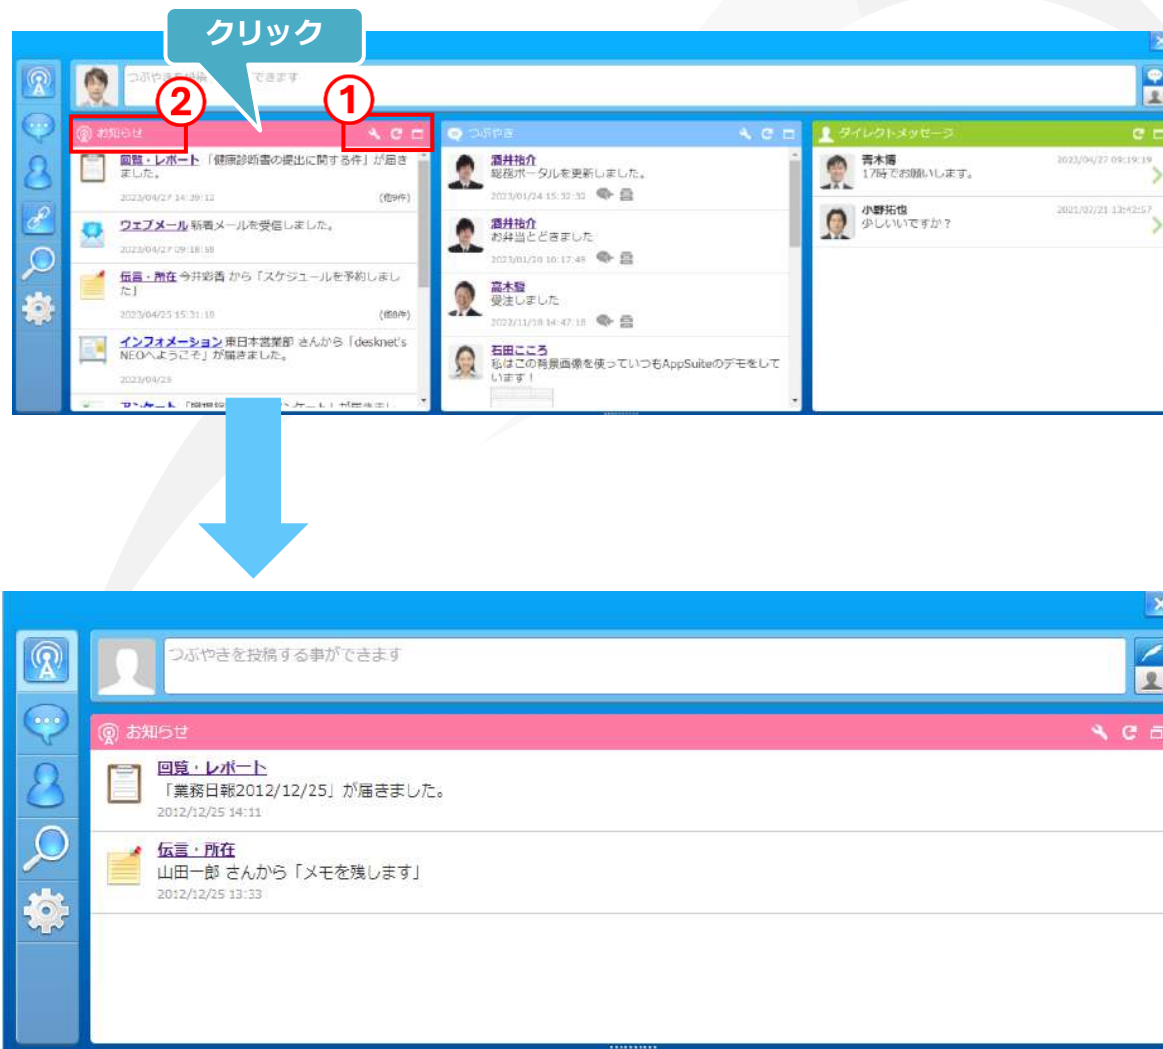 クリック
②
①
お知らせ
回覧・レポート「健康診断書の提出に関する件」が届き
ました。
2023/04/27 14:39:12
(他9件)
ウェブメール 新着メールを受信しました。
2023/04/27 09:18:58
伝言・所在 今井彩香 から「スケジュールを予約しまし
た」
2023/04/25 15:31:18
(他8件)
インフォメーション 東日本営業部 さんから「desknet's
NEOへようこそ」が届きました。
2023/04/25
つぶやき
酒井祐介
総務ポータルを更新しました。
2023/01/24 15:32:32
酒井祐介
お弁当とどきました
2023/01/20 10:17:48
高木駿
受注しました
2022/11/18 14:47:18
石田こころ
私はこの背景画像を使っていつもAppSuiteのデモをして
います！
ダイレクトメッセージ
青木博
2023/04/27 09:19:19
17時でお願いします。
小野拓也
2021/07/21 13:42:57
少しいいですか？
つぶやきを投稿する事ができます
お知らせ
回覧・レポート
「業務日報2012/12/25」が届きました。
2012/12/25 14:11
伝言・所在
山田一郎 さんから「メモを残します」
2012/12/25 13:33